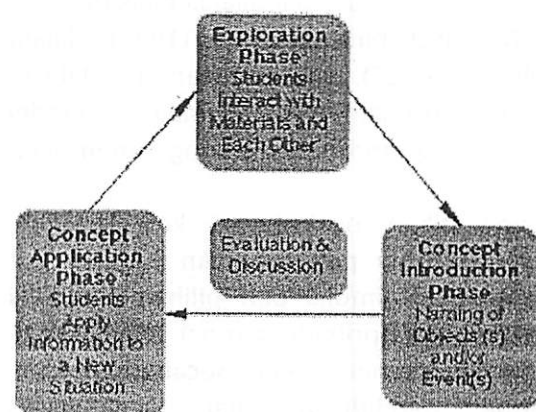 Exploration
Phase
Students
Interact with
Materials and
Each Other
Evaluation &
Discussion
Concept
Application
Phase
Students
Apply
Information to
a New
Situation
Concept
Introduction
Phase
Naming of
Objects (s)
and/or
Event(s)